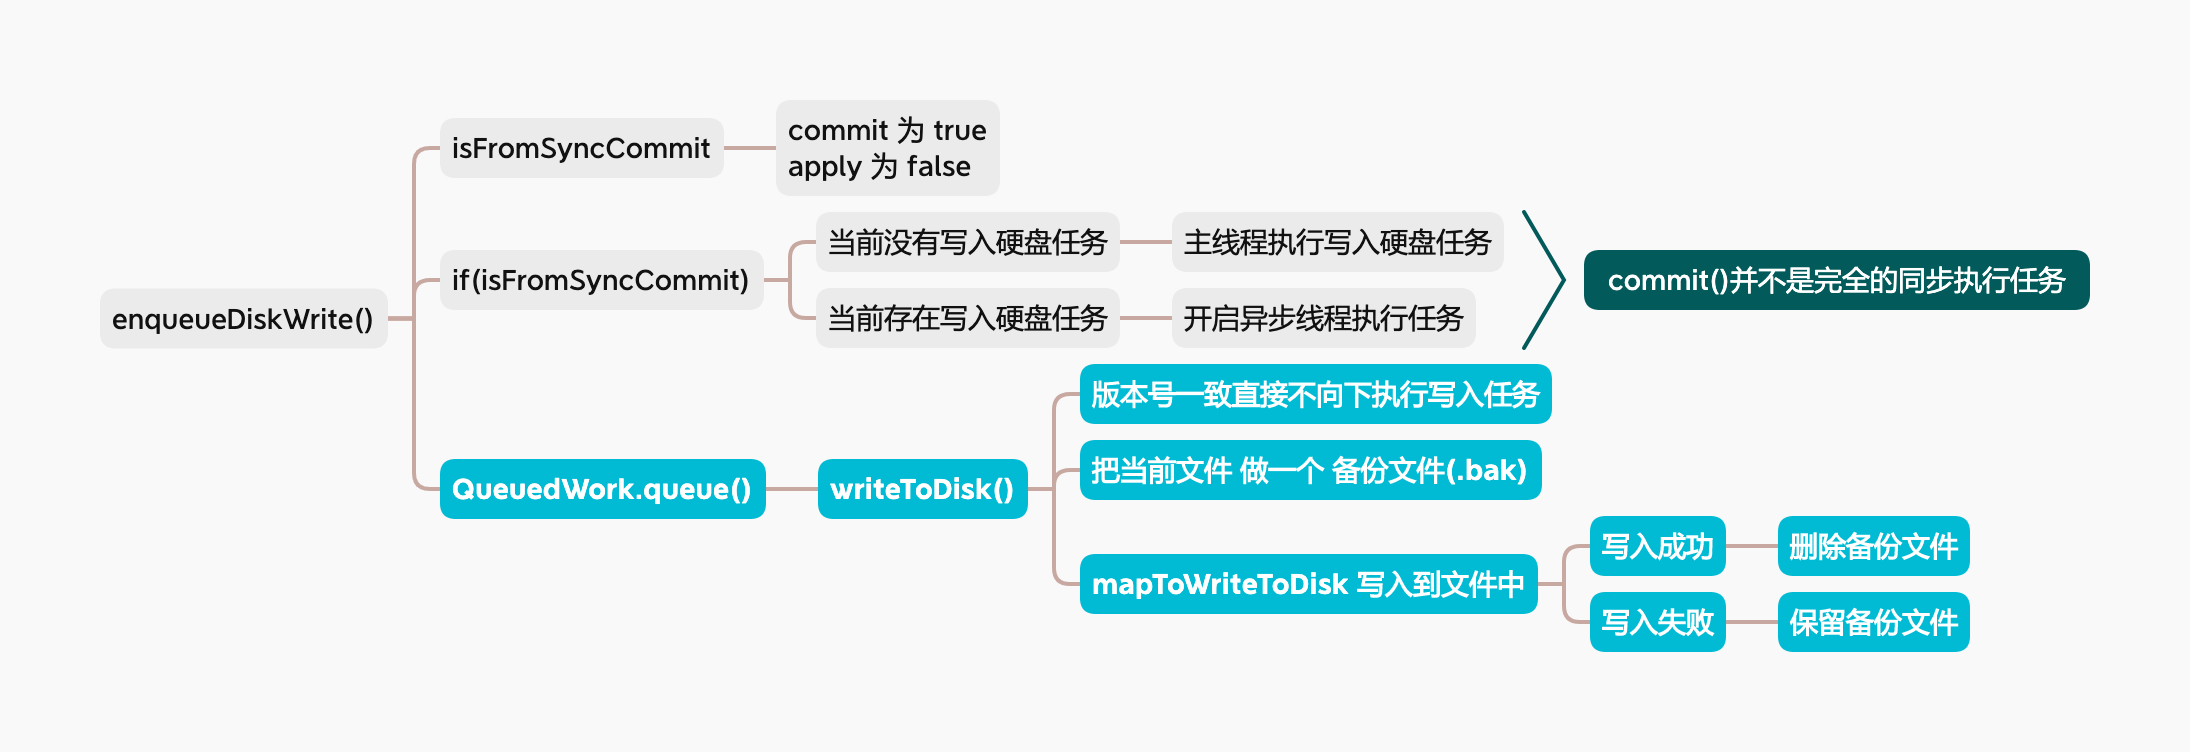 enqueueDiskWrite()
isFromSyncCommit
commit 为 true
apply 为 false
if(isFromSyncCommit)
当前没有写入硬盘任务
主线程执行写入硬盘任务
当前存在写入硬盘任务
开启异步线程执行任务
commit()并不是完全的同步执行任务
QueuedWork.queue()
writeToDisk()
版本号一致直接不向下执行写入任务
把当前文件 做一个 备份文件(.bak)
mapToWriteToDisk 写入到文件中
写入成功
删除备份文件
写入失败
保留备份文件